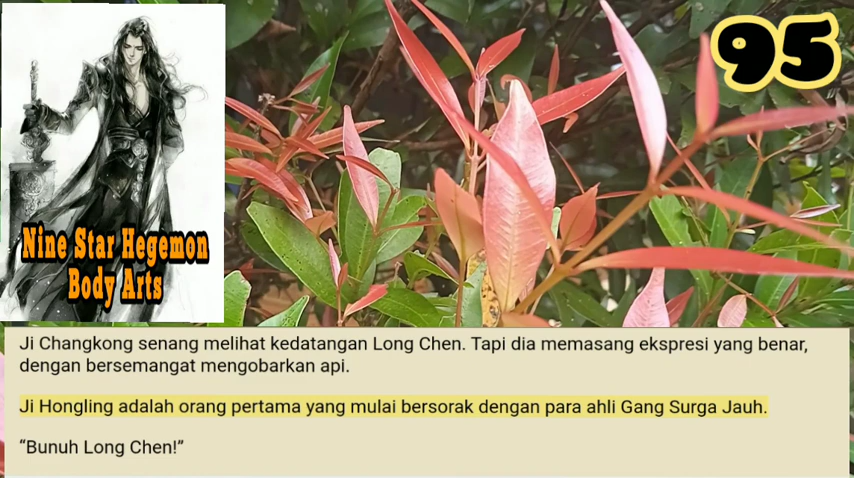 95
Nine Star Hegemon
Body Arts
Ji Changkong senang melihat kedatangan Long Chen. Tapi dia memasang ekspresi yang benar,
dengan bersemangat mengobarkan api.
Ji Hongling adalah orang pertama yang mulai bersorak dengan para ahli Gang Surga Jauh.
“Bunuh Long Chen!”